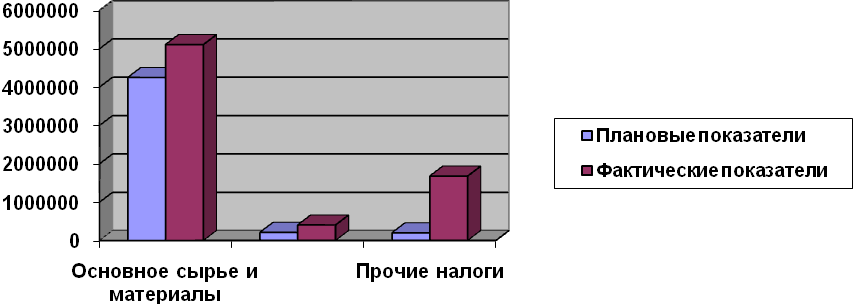 6000000
5000000
4000000
3000000
2000000
1000000
0
Основное сырье и
материалы
Прочие налоги
Плановые показатели
Фактические показатели